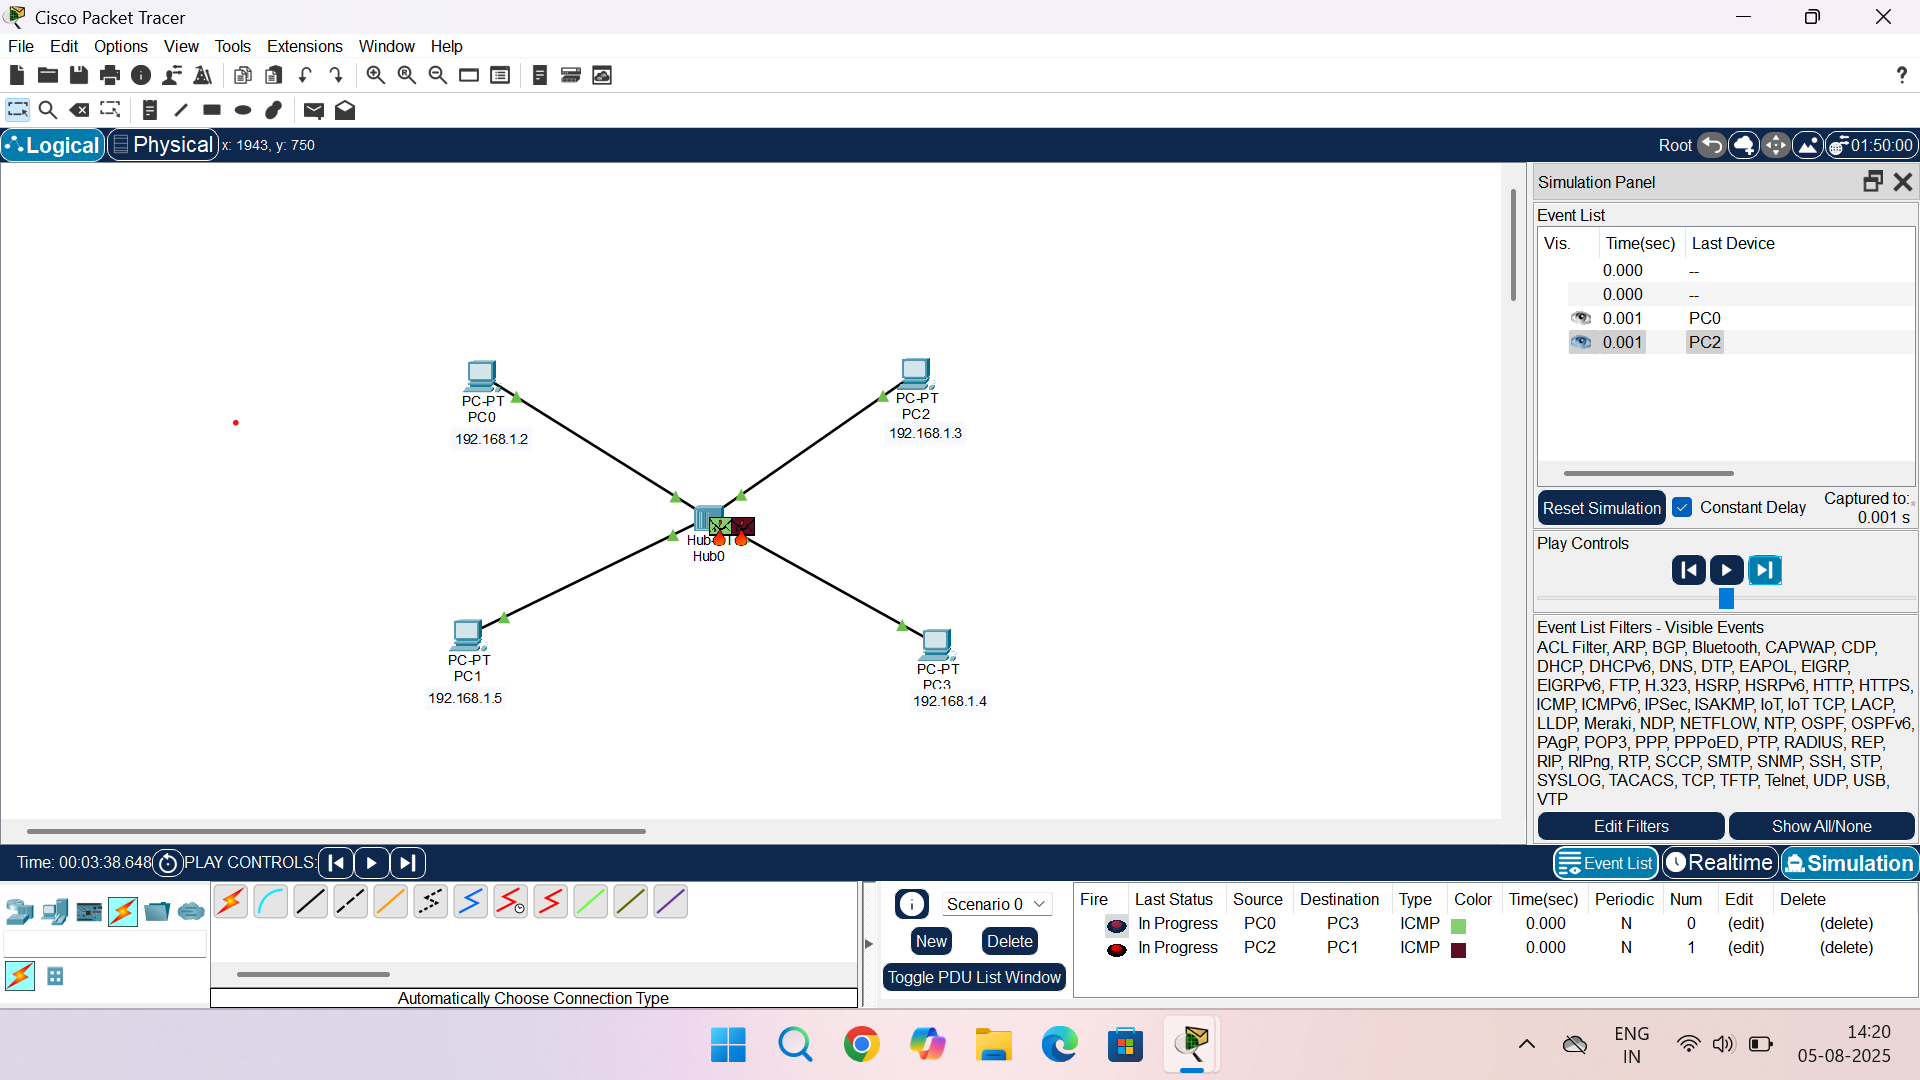 Cisco Packet Tracer
File Edit Options View Tools Extensions Window Help
?
Logical Physical x: 1943, y: 750 Root 01:50:00
Simulation Panel
Event List
Vis. Time(sec) Last Device
0.000 --
0.000 --
0.001 PC0
0.001 PC2
PC-PT
PC0
192.168.1.2
PC-PT
PC2
192.168.1.3
Hub0
PC-PT
PC1
192.168.1.5
PC-PT
PC3
192.168.1.4
Reset Simulation Constant Delay Captured to:
0.001 s
Play Controls
Event List Filters - Visible Events
ACL Filter, ARP, BGP, Bluetooth, CAPWAP, CDP,
DHCP, DHCPv6, DNS, DTP, EAPOL, EIGRP,
EIGRPv6, FTP, H.323, HSRP, HSRPv6, HTTP, HTTPS,
ICMP, ICMPv6, IPSec, ISAKMP, IoT, IoT TCP, LACP,
LLDP, Meraki, NDP, NETFLOW, NTP, OSPF, OSPFv6,
PAgP, POP3, PPP, PPPoED, PTP, RADIUS, REP,
RIP, RIPng, RTP, SCCP, SMTP, SNMP, SSH, STP,
SYSLOG, TACACS, TCP, TFTP, Telnet, UDP, USB,
VTP
Edit Filters Show All/None
Time: 00:03:38.648 PLAY CONTROLS: Event List Realtime Simulation
Scenario 0
New Delete
Toggle PDU List Window
Fire Last Status Source Destination Type Color Time(sec) Periodic Num Edit Delete
In Progress PC0 PC3 ICMP 0.000 N 0 (edit) (delete)
In Progress PC2 PC1 ICMP 0.000 N 1 (edit) (delete)
Automatically Choose Connection Type
ENG
IN
14:20
05-08-2025